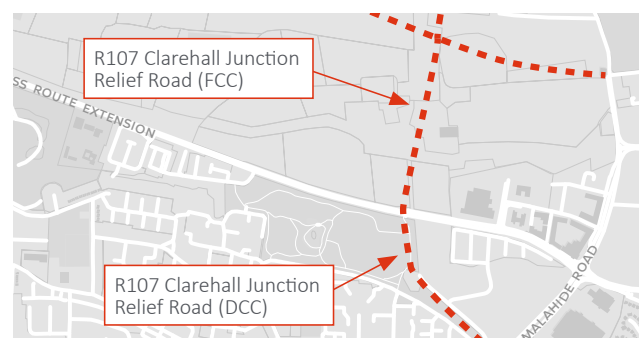 R107 Clarehall Junction
Relief Road (FCC)
SS ROUTE EXTENSION
R107 Clarehall Junction
Relief Road (DCC)
MALAHIDE ROAD